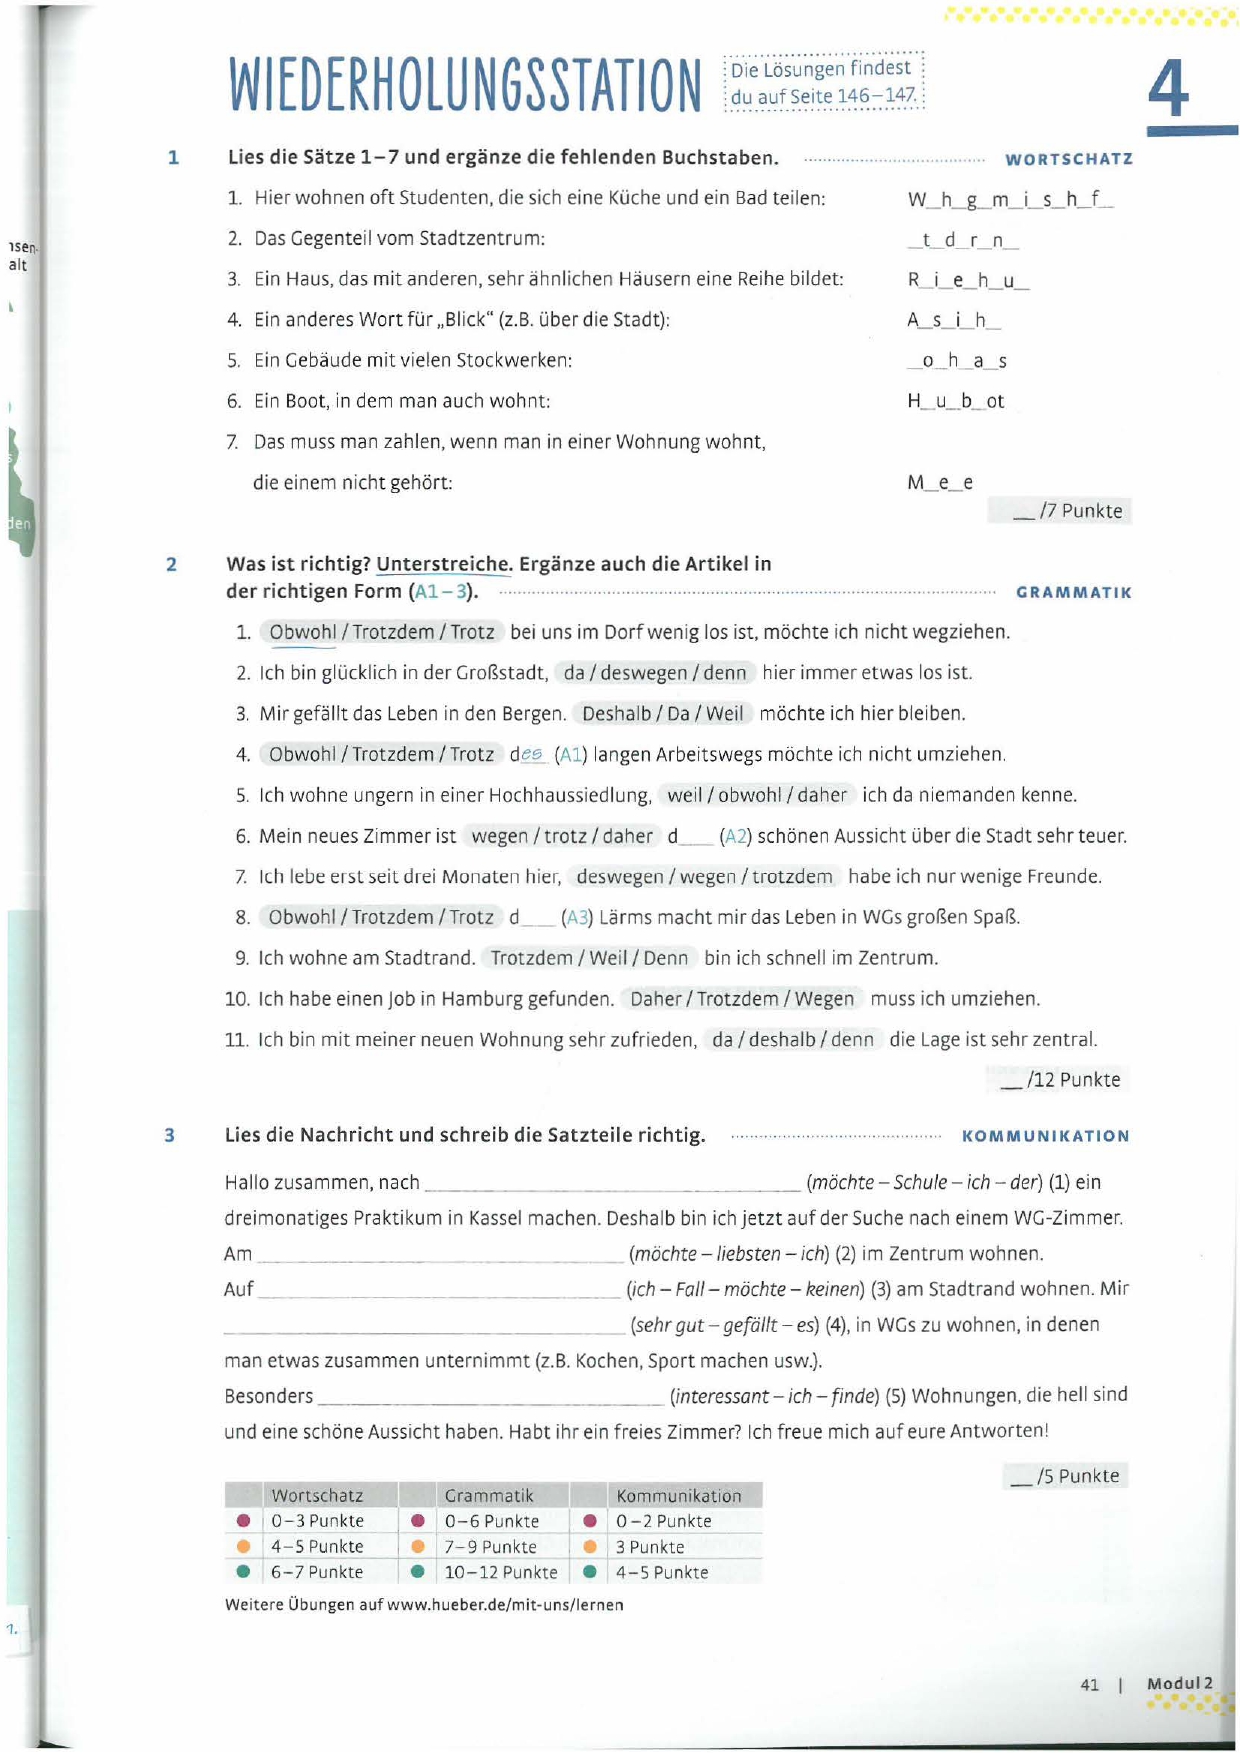 WIEDERHOLUNGSSTATION
Die Lösungen findest
du auf Seite 146–147.
4
1 Lies die Sätze 1–7 und ergänze die fehlenden Buchstaben. WORTSCHATZ
1. Hier wohnen oft Studenten, die sich eine Küche und ein Bad teilen: W_h_g_m_i_s_h_f_
2. Das Gegenteil vom Stadtzentrum: _t_d_r_n_
3. Ein Haus, das mit anderen, sehr ähnlichen Häusern eine Reihe bildet: R_i_e_h_u_
4. Ein anderes Wort für „Blick“ (z.B. über die Stadt): A_s_i_h_
5. Ein Gebäude mit vielen Stockwerken: _o_h_a_s
6. Ein Boot, in dem man auch wohnt: H_u_b_ot
7. Das muss man zahlen, wenn man in einer Wohnung wohnt,
die einem nicht gehört: M_e_e
__ /7 Punkte
2 Was ist richtig? Unterstreiche. Ergänze auch die Artikel in
der richtigen Form (A1–3). GRAMMATIK
1. Obwohl / Trotzdem / Trotz bei uns im Dorf wenig los ist, möchte ich nicht wegziehen.
2. Ich bin glücklich in der Großstadt, da / deswegen / denn hier immer etwas los ist.
3. Mir gefällt das Leben in den Bergen. Deshalb / Da / Weil möchte ich hier bleiben.
4. Obwohl / Trotzdem / Trotz des (A1) langen Arbeitswegs möchte ich nicht umziehen.
5. Ich wohne ungern in einer Hochhaussiedlung, weil / obwohl / daher ich da niemanden kenne.
6. Mein neues Zimmer ist wegen / trotz / daher d___ (A2) schönen Aussicht über die Stadt sehr teuer.
7. Ich lebe erst seit drei Monaten hier, deswegen / wegen / trotzdem habe ich nur wenige Freunde.
8. Obwohl / Trotzdem / Trotz d___ (A3) Lärms macht mir das Leben in WGs großen Spaß.
9. Ich wohne am Stadtrand. Trotzdem / Weil / Denn bin ich schnell im Zentrum.
10. Ich habe einen Job in Hamburg gefunden. Daher / Trotzdem / Wegen muss ich umziehen.
11. Ich bin mit meiner neuen Wohnung sehr zufrieden, da / deshalb / denn die Lage ist sehr zentral.
__ /12 Punkte
3 Lies die Nachricht und schreib die Satzteile richtig. KOMMUNIKATION
Hallo zusammen, nach ____________ (möchte – Schule – ich – der) (1) ein
dreimonatiges Praktikum in Kassel machen. Deshalb bin ich jetzt auf der Suche nach einem WG-Zimmer.
Am ____________ (möchte – liebsten – ich) (2) im Zentrum wohnen.
Auf ____________ (ich – Fall – möchte – keinen) (3) am Stadtrand wohnen. Mir
____________ (sehr gut – gefällt – es) (4), in WGs zu wohnen, in denen
man etwas zusammen unternimmt (z.B. Kochen, Sport machen usw.).
Besonders ____________ (interessant – ich – finde) (5) Wohnungen, die hell sind
und eine schöne Aussicht haben. Habt ihr ein freies Zimmer? Ich freue mich auf eure Antworten!
__ /5 Punkte
Wortschatz Grammatik Kommunikation
0–3 Punkte 0–6 Punkte 0–2 Punkte
4–5 Punkte 7–9 Punkte 3 Punkte
6–7 Punkte 10–12 Punkte 4–5 Punkte
Weitere Übungen auf www.hueber.de/mit-uns/lernen
41 | Modul 2
alt